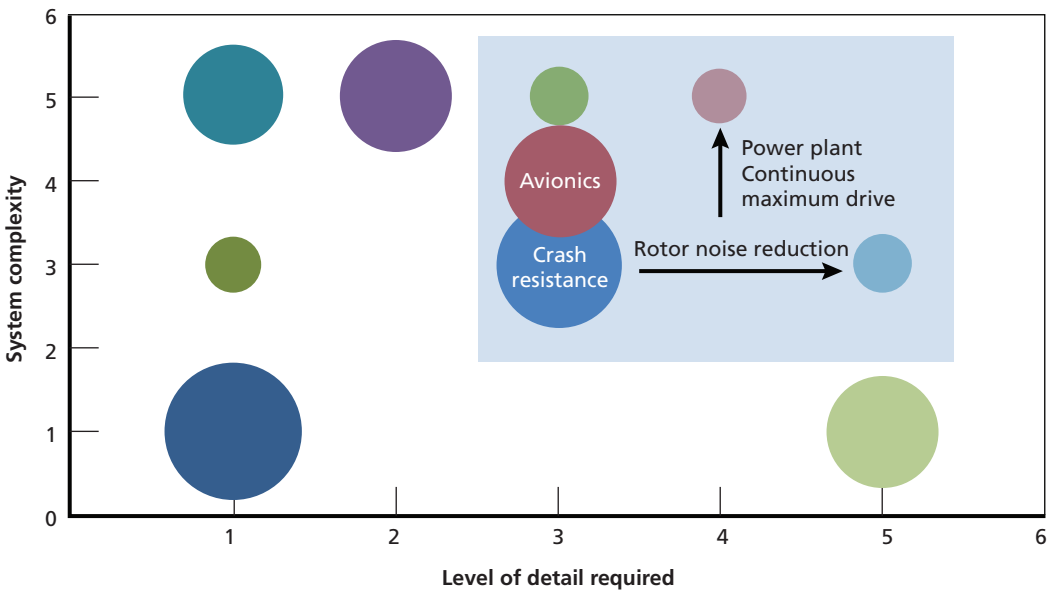 6
5
4
3
2
1
0
System complexity
Avionics
Crash
resistance
Power plant
Continuous
maximum drive
Rotor noise reduction
1
2
3
4
5
6
Level of detail required